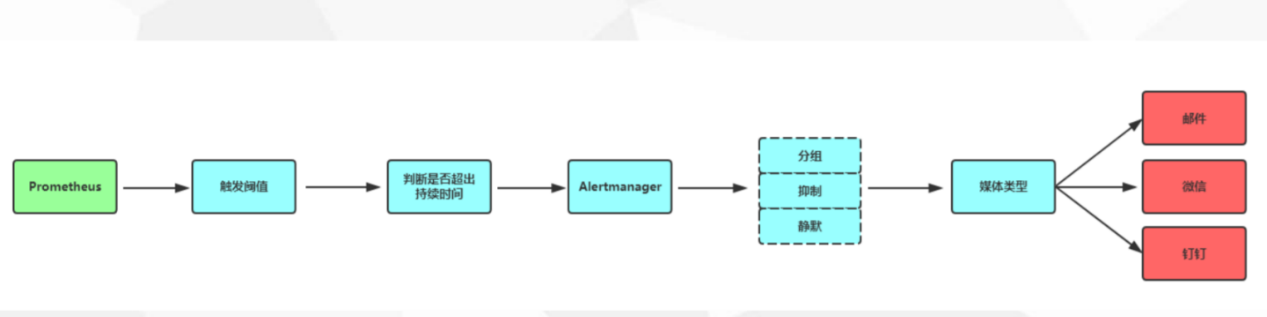 Prometheus
触发阈值
判断是否超出
持续时间
Alertmanager
分组
抑制
静默
媒体类型
邮件
微信
钉钉